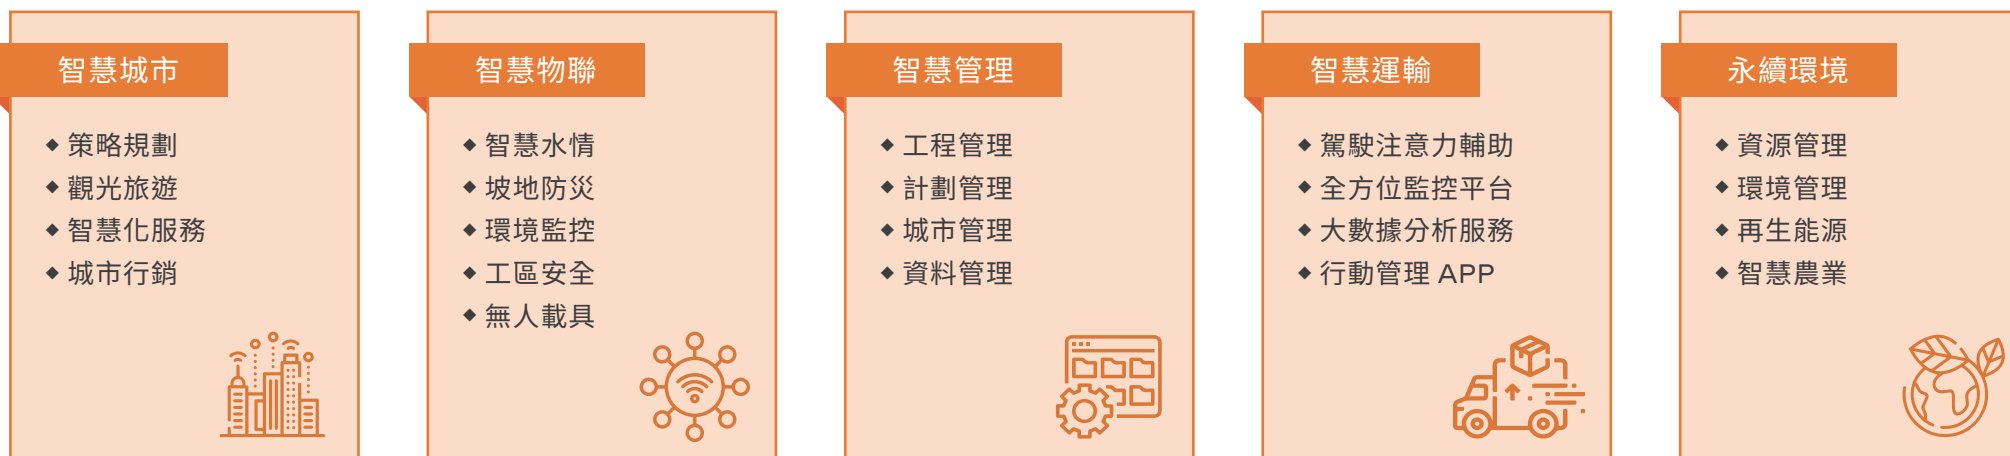 智慧城市
◆ 策略規劃
◆ 觀光旅遊
◆ 智慧化服務
◆ 城市行銷
智慧物聯
◆ 智慧水情
◆ 坡地防災
◆ 環境監控
◆ 工區安全
◆ 無人載具
智慧管理
◆ 工程管理
◆ 計劃管理
◆ 城市管理
◆ 資料管理
智慧運輸
◆ 駕駛注意力輔助
◆ 全方位監控平台
◆ 大數據分析服務
◆ 行動管理 APP
永續環境
◆ 資源管理
◆ 環境管理
◆ 再生能源
◆ 智慧農業